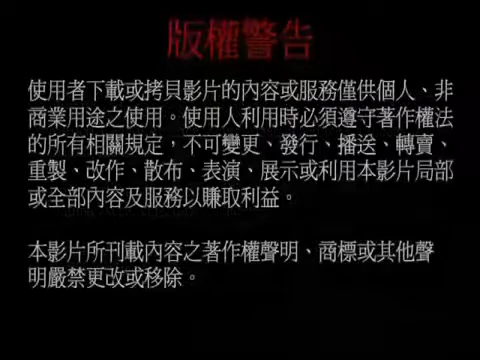 版權警告
使用者下載或拷貝影片的內容或服務僅供個人、非
商業用途之使用。使用人利用時必須遵守著作權法
的所有相關規定，不可變更、發行、播送、轉賣、
重製、改作、散布、表演、展示或利用本影片局部
或全部內容及服務以賺取利益。
本影片所刊載內容之著作權聲明、商標或其他聲
明嚴禁更改或移除。